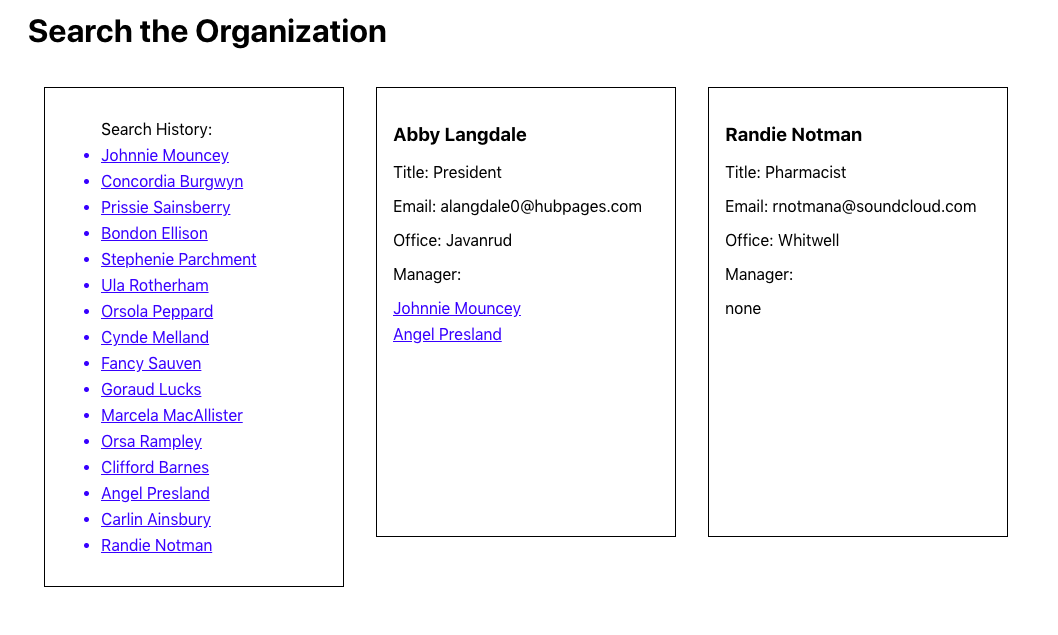 Search the Organization
Search History:
Johnnie Mouncey
Concordia Burgwyn
Prissie Sainsberry
Bondon Ellison
Stephenie Parchment
Ula Rotherham
Orsola Peppard
Cynde Melland
Fancy Sauven
Goraud Lucks
Marcela MacAllister
Orsa Rampley
Clifford Barnes
Angel Presland
Carlin Ainsbury
Randie Notman
Abby Langdale
Title: President
Email: alangdale0@hubpages.com
Office: Javanrud
Manager:
Johnnie Mouncey
Angel Presland
Randie Notman
Title: Pharmacist
Email: rnotmana@soundcloud.com
Office: Whitwell
Manager:
none